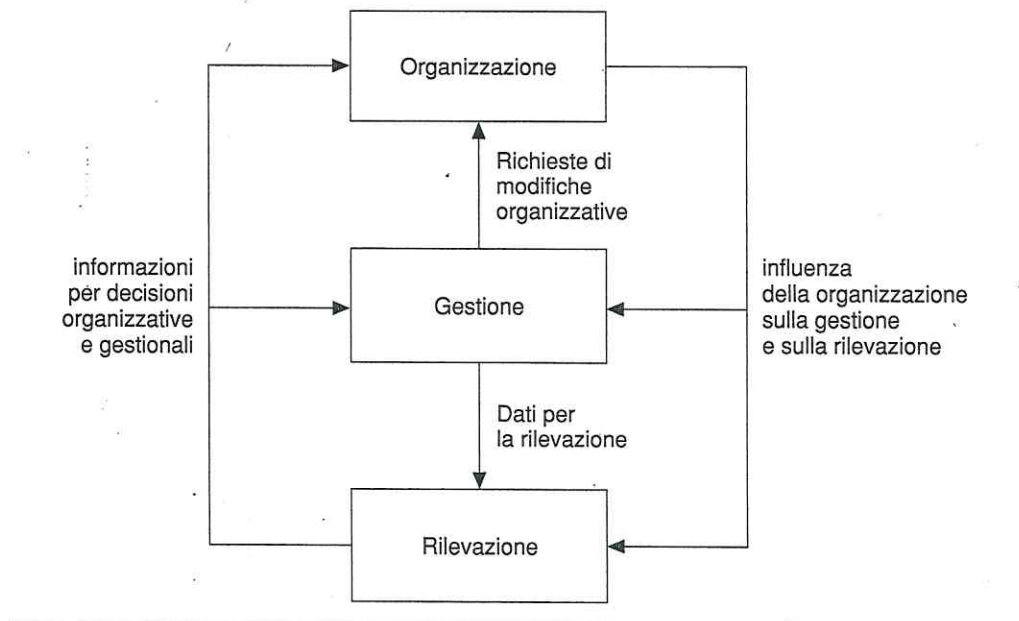 Organizzazione
Richieste di
modifiche
organizzative
informazioni
per decisioni
organizzative
e gestionali
Gestione
influenza
della organizzazione
sulla gestione
e sulla rilevazione
Dati per
la rilevazione
Rilevazione